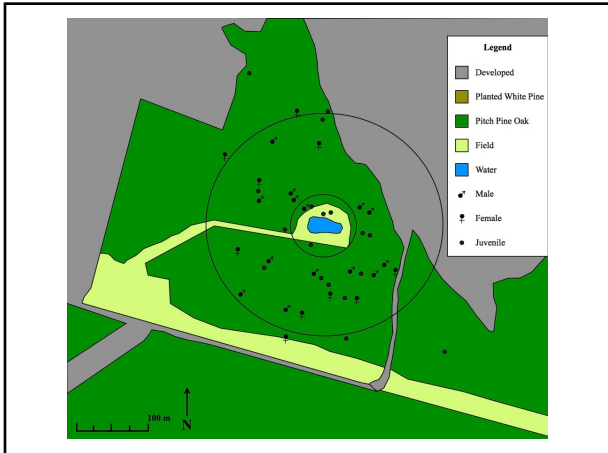 Legend
Developed
Planted White Pine
Pitch Pine Oak
Field
Water
Male
Female
Juvenile
100 m
N